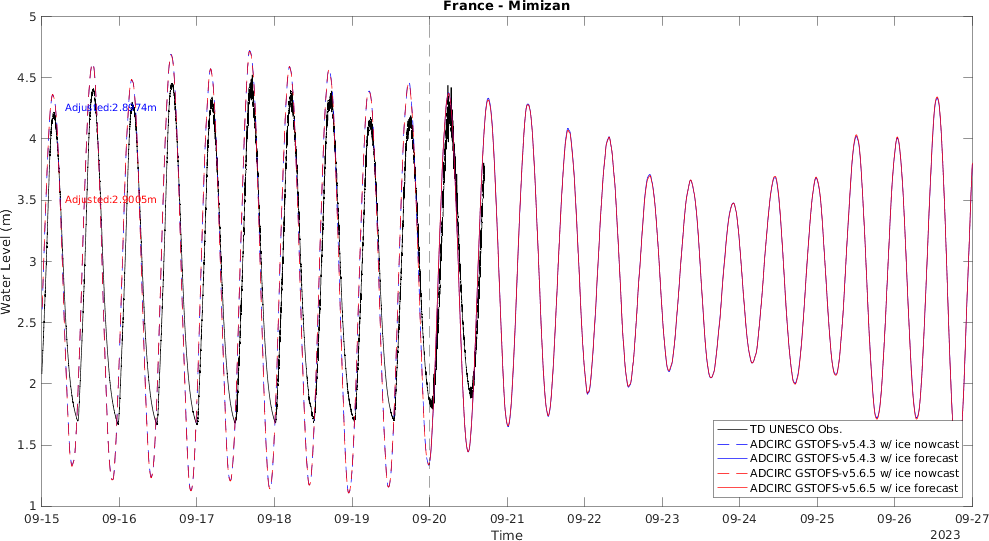 France - Mimizan
5
4.5
4
3.5
3
2.5
2
1.5
1
Water Level (m)
Adjusted:2.8974m
Adjusted:2.9005m
TD UNESCO Obs.
ADCIRC GSTOFS-v5.4.3 w/ ice nowcast
ADCIRC GSTOFS-v5.4.3 w/ ice forecast
ADCIRC GSTOFS-v5.6.5 w/ ice nowcast
ADCIRC GSTOFS-v5.6.5 w/ ice forecast
09-15 09-16 09-17 09-18 09-19 09-20 09-21 09-22 09-23 09-24 09-25 09-26 09-27
Time
2023